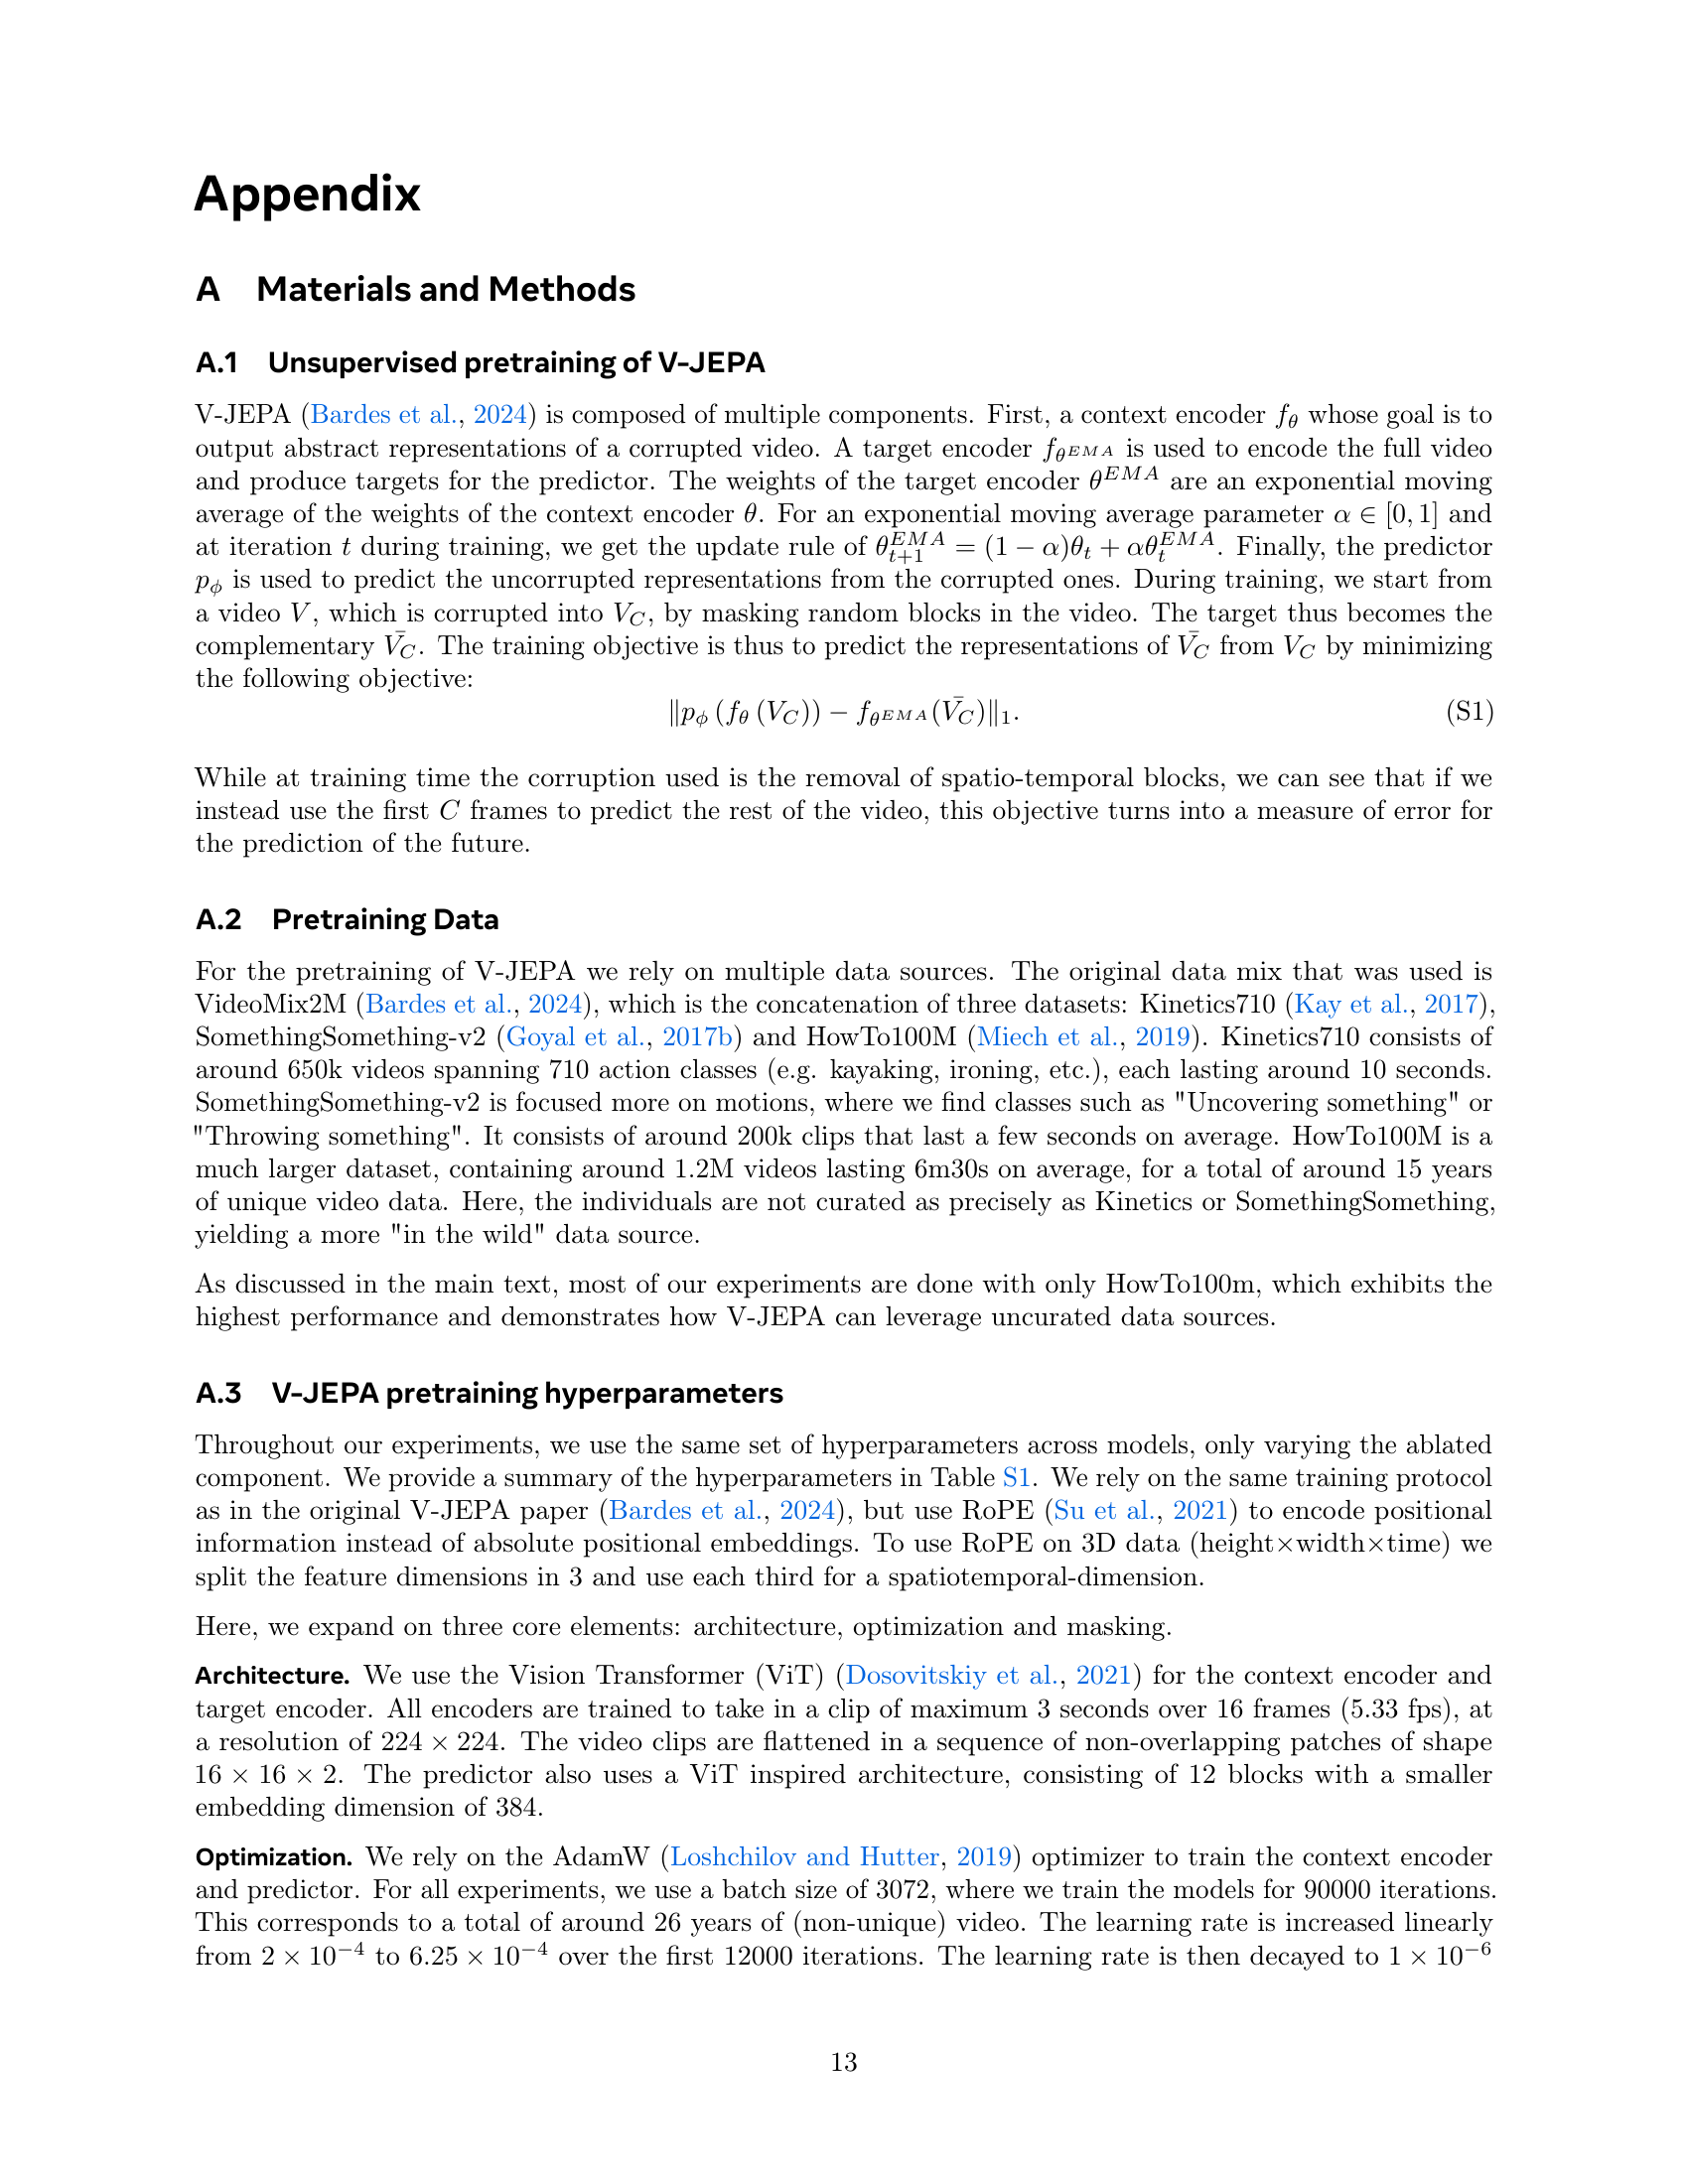 Appendix
A Materials and Methods
A.1 Unsupervised pretraining of V-JEPA
V-JEPA (Bardes et al., 2024) is composed of multiple components. First, a context encoder $f_\theta$ whose goal is to
output abstract representations of a corrupted video. A target encoder $f_{\theta^{EMA}}$ is used to encode the full video
and produce targets for the predictor. The weights of the target encoder $\theta^{EMA}$ are an exponential moving
average of the weights of the context encoder $\theta$. For an exponential moving average parameter $\alpha \in [0, 1]$ and
at iteration $t$ during training, we get the update rule of $\theta_{t+1}^{EMA} = (1 - \alpha)\theta_t + \alpha\theta_t^{EMA}$. Finally, the predictor
$p_\phi$ is used to predict the uncorrupted representations from the corrupted ones. During training, we start from
a video $V$, which is corrupted into $V_C$, by masking random blocks in the video. The target thus becomes the
complementary $\bar{V_C}$. The training objective is thus to predict the representations of $\bar{V_C}$ from $V_C$ by minimizing
the following objective:
$\|p_\phi (f_\theta (V_C)) - f_{\theta^{EMA}}(\bar{V_C})\|_1.$ (S1)
While at training time the corruption used is the removal of spatio-temporal blocks, we can see that if we
instead use the first $C$ frames to predict the rest of the video, this objective turns into a measure of error for
the prediction of the future.
A.2 Pretraining Data
For the pretraining of V-JEPA we rely on multiple data sources. The original data mix that was used is
VideoMix2M (Bardes et al., 2024), which is the concatenation of three datasets: Kinetics710 (Kay et al., 2017),
SomethingSomething-v2 (Goyal et al., 2017b) and HowTo100M (Miech et al., 2019). Kinetics710 consists of
around 650k videos spanning 710 action classes (e.g. kayaking, ironing, etc.), each lasting around 10 seconds.
SomethingSomething-v2 is focused more on motions, where we find classes such as "Uncovering something" or
"Throwing something". It consists of around 200k clips that last a few seconds on average. HowTo100M is a
much larger dataset, containing around 1.2M videos lasting 6m30s on average, for a total of around 15 years
of unique video data. Here, the individuals are not curated as precisely as Kinetics or SomethingSomething,
yielding a more "in the wild" data source.
As discussed in the main text, most of our experiments are done with only HowTo100m, which exhibits the
highest performance and demonstrates how V-JEPA can leverage uncurated data sources.
A.3 V-JEPA pretraining hyperparameters
Throughout our experiments, we use the same set of hyperparameters across models, only varying the ablated
component. We provide a summary of the hyperparameters in Table S1. We rely on the same training protocol
as in the original V-JEPA paper (Bardes et al., 2024), but use RoPE (Su et al., 2021) to encode positional
information instead of absolute positional embeddings. To use RoPE on 3D data (height×width×time) we
split the feature dimensions in 3 and use each third for a spatiotemporal-dimension.
Here, we expand on three core elements: architecture, optimization and masking.
Architecture. We use the Vision Transformer (ViT) (Dosovitskiy et al., 2021) for the context encoder and
target encoder. All encoders are trained to take in a clip of maximum 3 seconds over 16 frames (5.33 fps), at
a resolution of 224 × 224. The video clips are flattened in a sequence of non-overlapping patches of shape
16 × 16 × 2. The predictor also uses a ViT inspired architecture, consisting of 12 blocks with a smaller
embedding dimension of 384.
Optimization. We rely on the AdamW (Loshchilov and Hutter, 2019) optimizer to train the context encoder
and predictor. For all experiments, we use a batch size of 3072, where we train the models for 90000 iterations.
This corresponds to a total of around 26 years of (non-unique) video. The learning rate is increased linearly
from $2 \times 10^{-4}$ to $6.25 \times 10^{-4}$ over the first 12000 iterations. The learning rate is then decayed to $1 \times 10^{-6}$
13